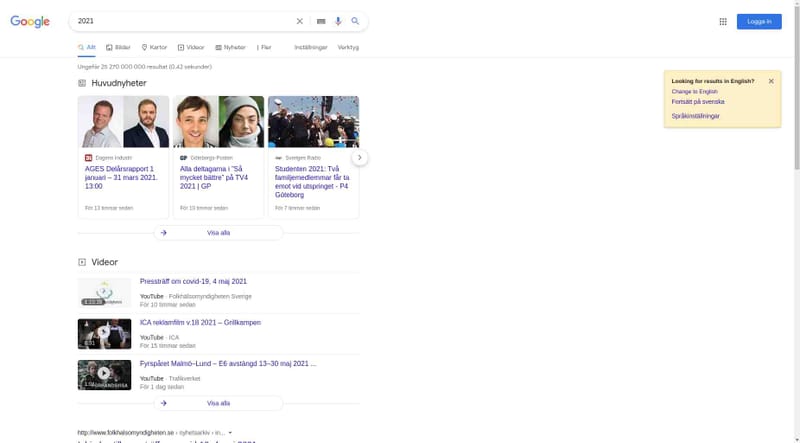 Google
2021
Logga in
Allt
Bilder
Kartor
Videor
Nyheter
Fler
Inställningar
Verktyg
Ungefär 25 270 000 000 resultat (0,42 sekunder)
Looking for results in English?
Change to English
Fortsätt på svenska
Språkinställningar
Huvudnyheter
Dagens industri
AGES Delårsrapport 1
januari – 31 mars 2021.
13:00
För 13 timmar sedan
GP
Göteborgs-Posten
Alla deltagarna i "Så
mycket bättre" på TV4
2021 | GP
För 19 timmar sedan
Sveriges Radio
Studenten 2021: Två
familjemedlemmar får ta
emot vid utspringet - P4
Göteborg
För 7 timmar sedan
Visa alla
Videor
Pressträff om covid-19, 4 maj 2021
YouTube · Folkhälsomyndigheten Sverige
För 10 timmar sedan
ICA reklamfilm v.18 2021 – Grillkampen
YouTube · ICA
För 15 timmar sedan
Fyrspåret Malmö–Lund – E6 avstängd 13–30 maj 2021 ...
YouTube · Trafikverket
För 1 dag sedan
Visa alla
http://www.folkhalsomyndigheten.se › nyhetsarkiv › in...